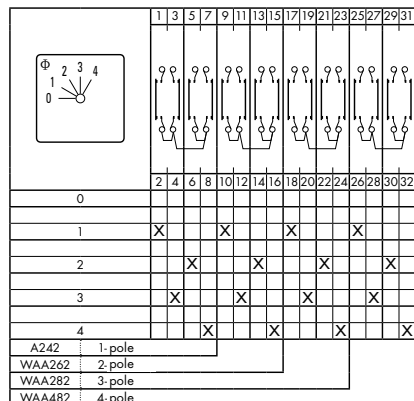 1 3 5 7 9 11 13 15 17 19 21 23 25 27 29 31
Φ
0 1 2 3 4
2 4 6 8 10 12 14 16 18 20 22 24 26 28 30 32
0
1 X X X X
2 X X X X
3 X X X X
4 X X X X
A242 1-pole
WAA262 2-pole
WAA282 3-pole
WAA482 4-pole